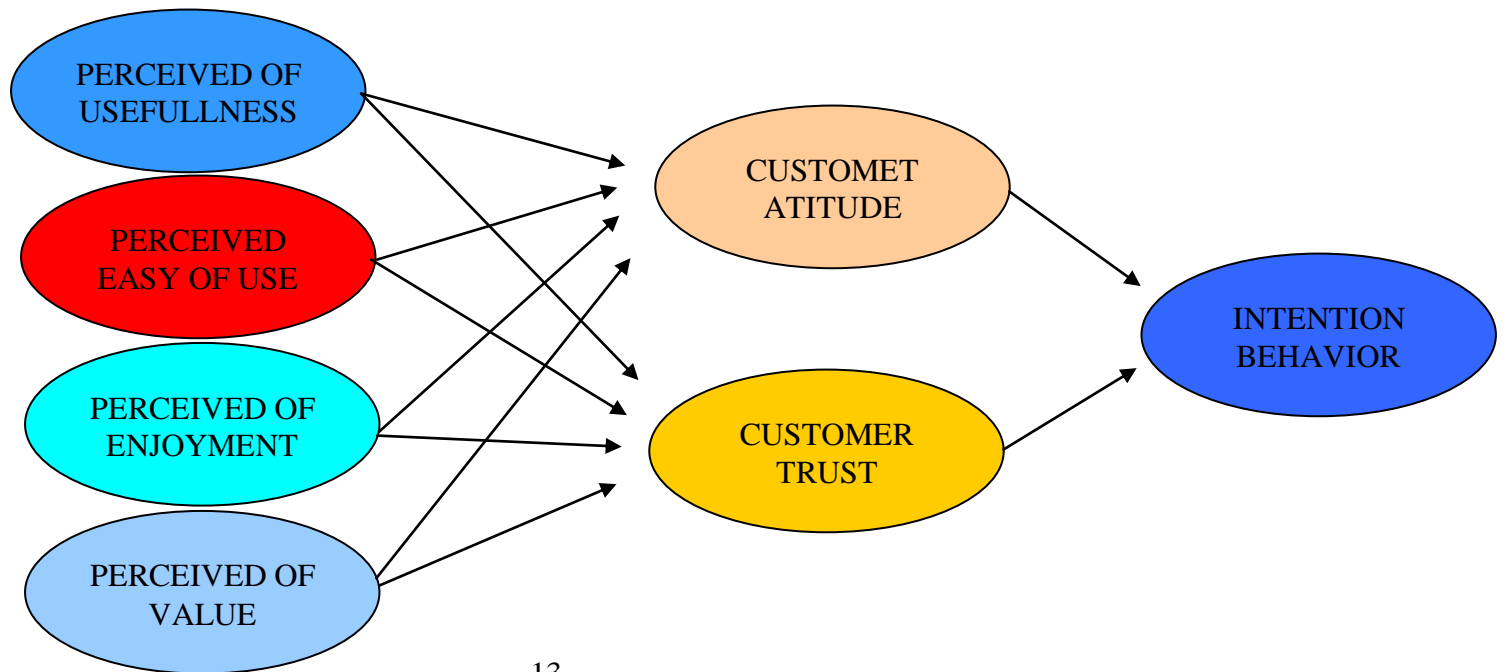 PERCEIVED OF
USEFULLNESS
PERCEIVED
EASY OF USE
PERCEIVED OF
ENJOYMENT
PERCEIVED OF
VALUE
CUSTOMET
ATITUDE
CUSTOMER
TRUST
INTENTION
BEHAVIOR
13